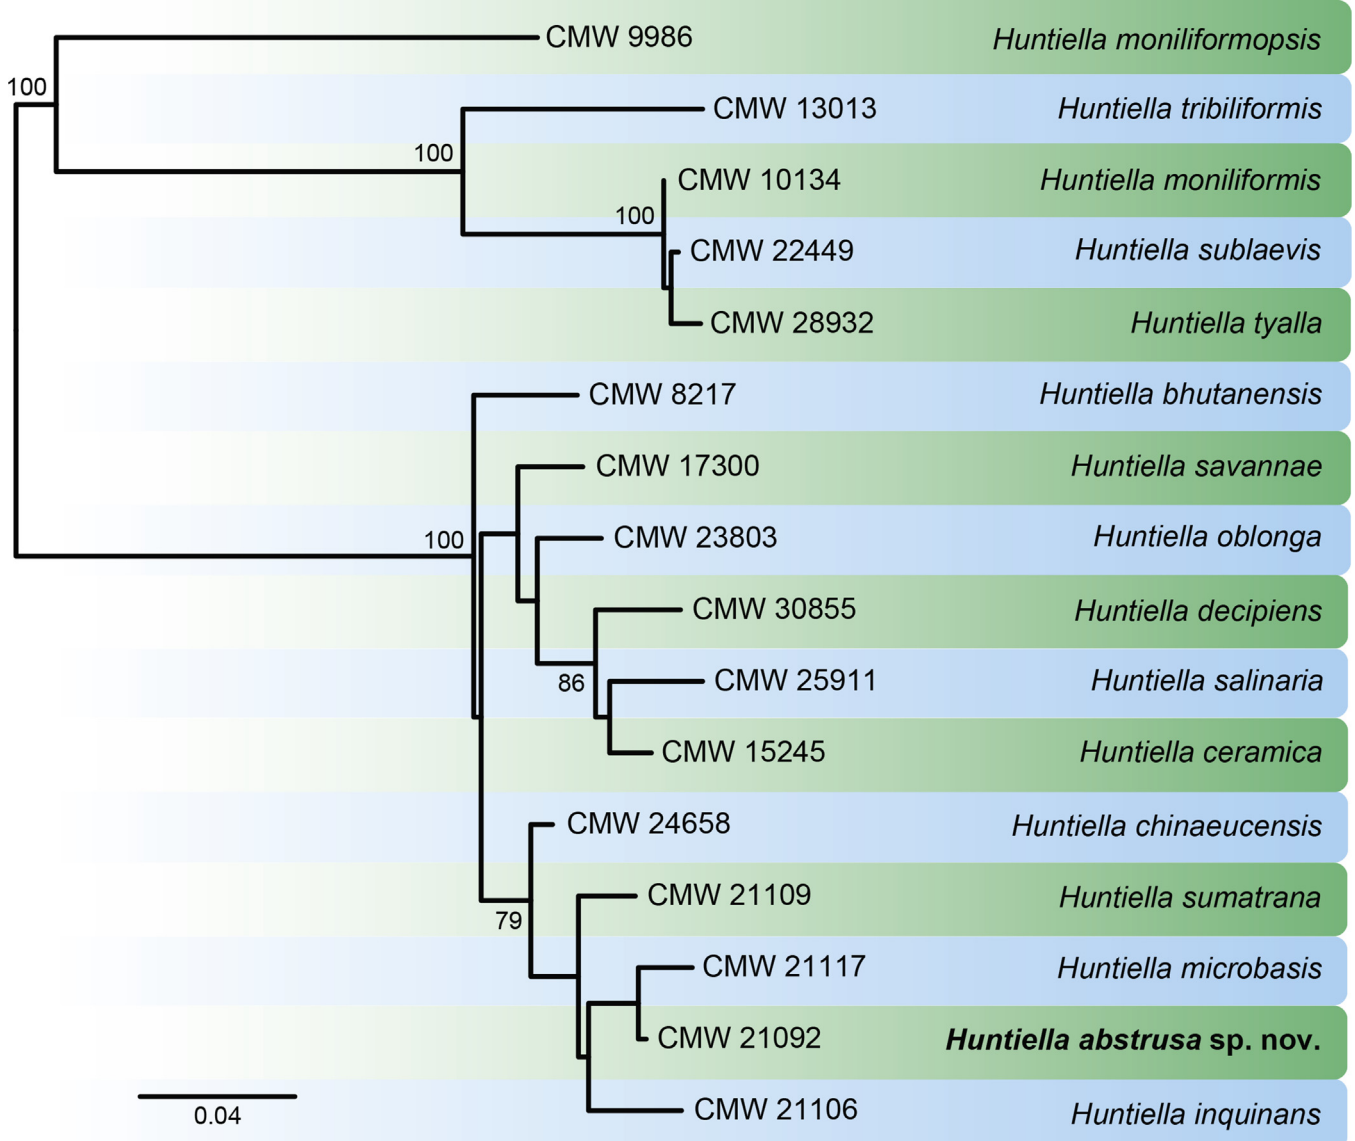 CMW 9986 Huntiella moniliformopsis
100
CMW 13013 Huntiella tribiliformis
100
CMW 10134 Huntiella moniliformis
100
CMW 22449 Huntiella sublaevis
CMW 28932 Huntiella tyalla
CMW 8217 Huntiella bhutanensis
CMW 17300 Huntiella savannae
CMW 23803 Huntiella oblonga
100
CMW 30855 Huntiella decipiens
CMW 25911 Huntiella salinaria
86
CMW 15245 Huntiella ceramica
CMW 24658 Huntiella chinaeucensis
CMW 21109 Huntiella sumatrana
79
CMW 21117 Huntiella microbasis
CMW 21092 Huntiella abstrusa sp. nov.
CMW 21106 Huntiella inquinans
0.04